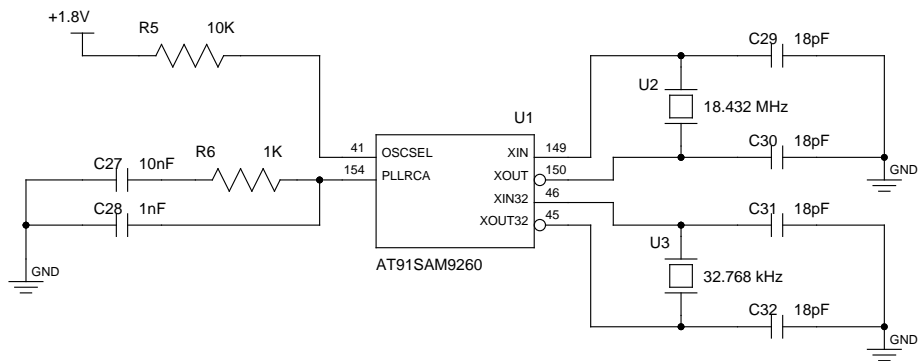 +1.8V
R5 10K
C29 18pF
U2
18.432 MHz
U1
41 OSCSEL XIN 149
C27 10nF R6 1K
154 PLLRCA XOUT 150
C30 18pF
GND
XIN32 46
C28 1nF
XOUT32 45
C31 18pF
U3
GND
AT91SAM9260
32.768 kHz
C32 18pF
GND